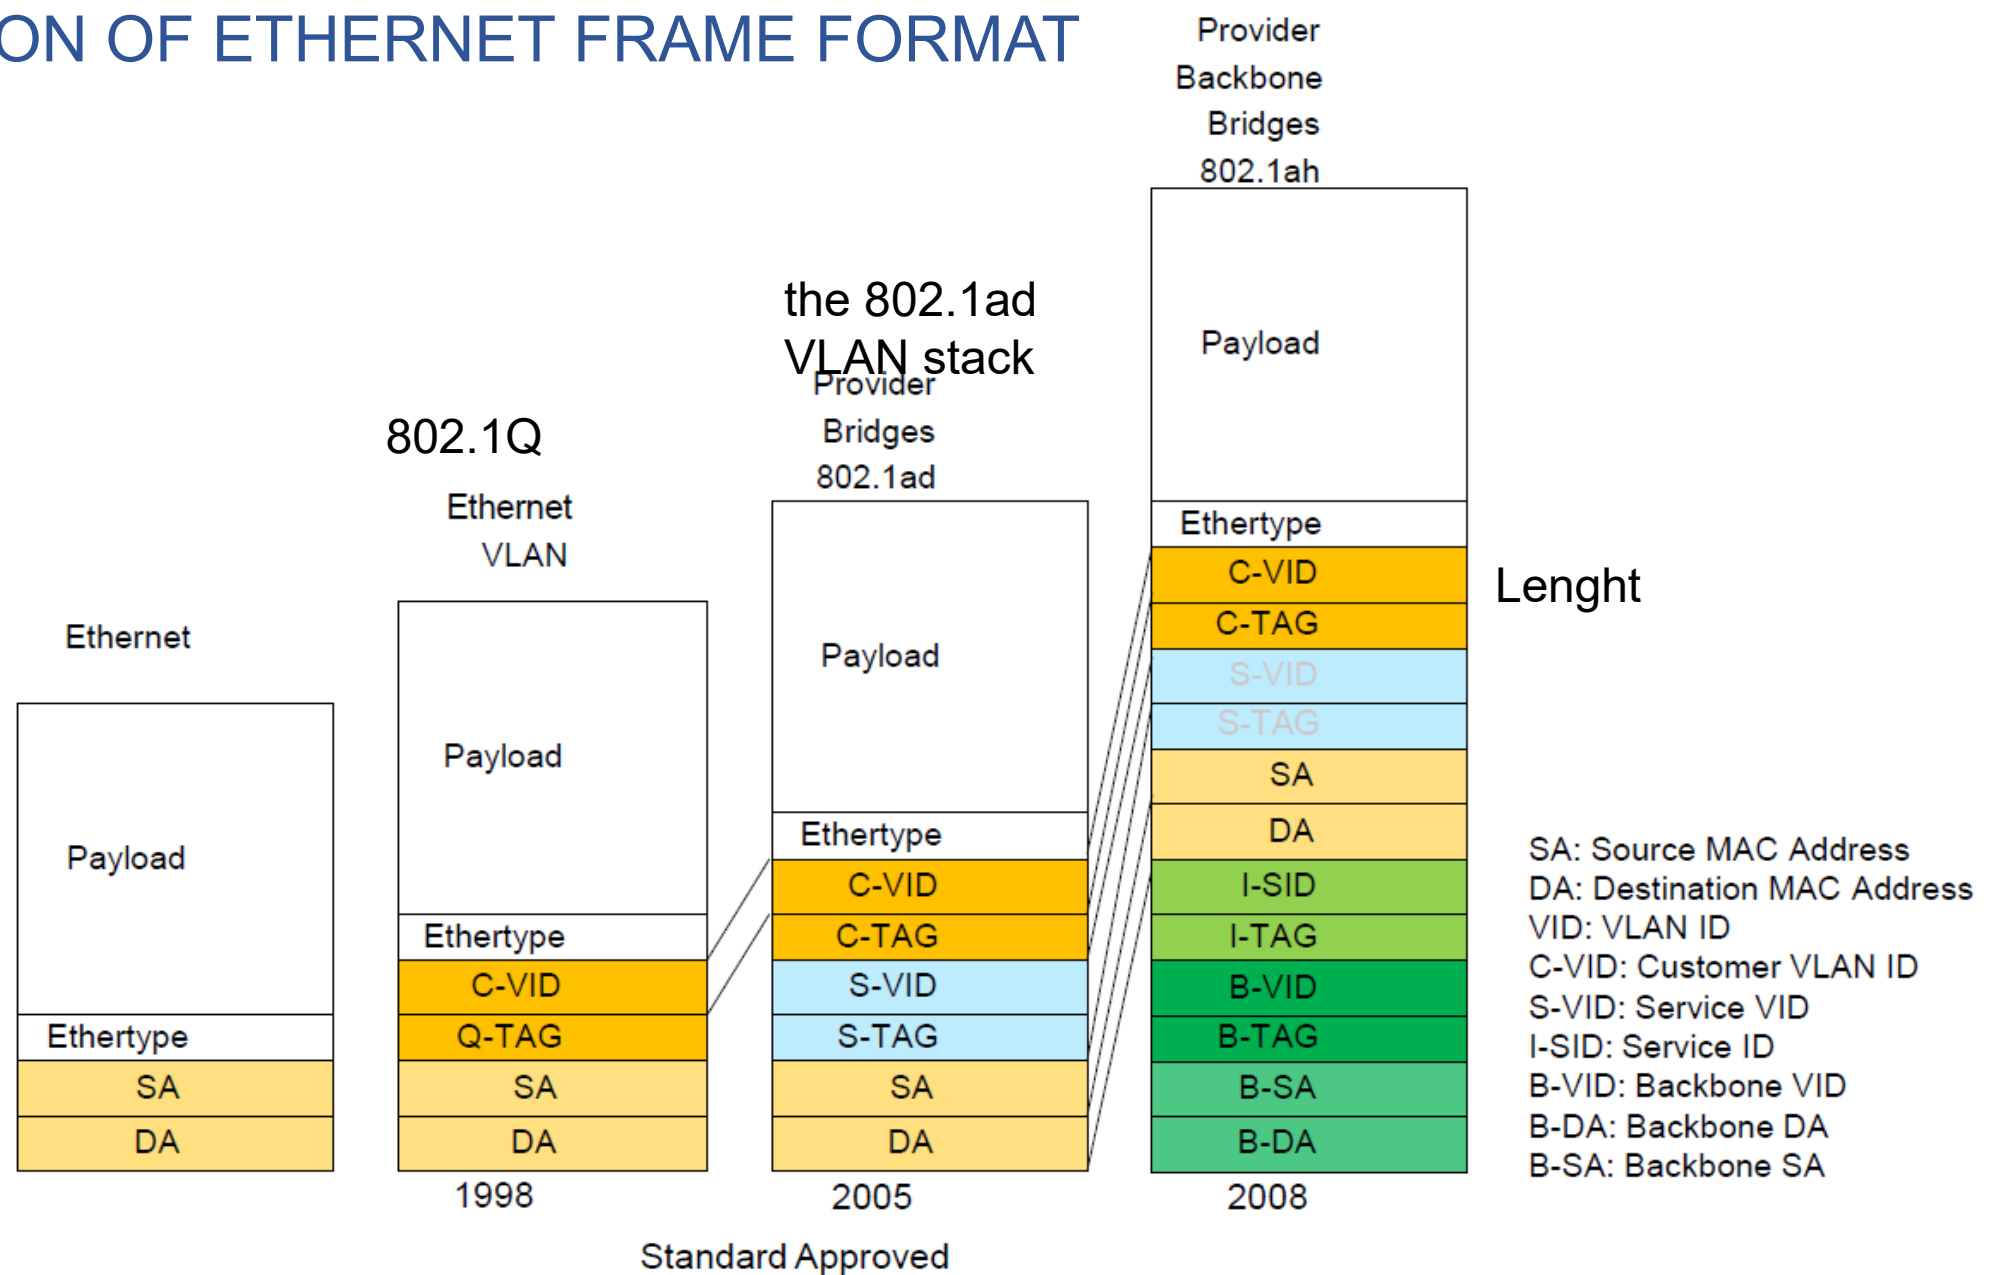 ON OF ETHERNET FRAME FORMAT
Provider
Backbone
Bridges
802.1ah
Payload
Ethertype
C-VID
C-TAG
S-VID
S-TAG
SA
DA
I-SID
I-TAG
B-VID
B-TAG
B-SA
B-DA
2008
the 802.1ad
VLAN stack
Provider
Bridges
802.1ad
Payload
Ethertype
C-VID
C-TAG
S-VID
S-TAG
SA
DA
2005
802.1Q
Ethernet
VLAN
Payload
Ethertype
C-VID
Q-TAG
SA
DA
1998
Ethernet
Payload
Ethertype
SA
DA
Standard Approved
Lenght
SA: Source MAC Address
DA: Destination MAC Address
VID: VLAN ID
C-VID: Customer VLAN ID
S-VID: Service VID
I-SID: Service ID
B-VID: Backbone VID
B-DA: Backbone DA
B-SA: Backbone SA